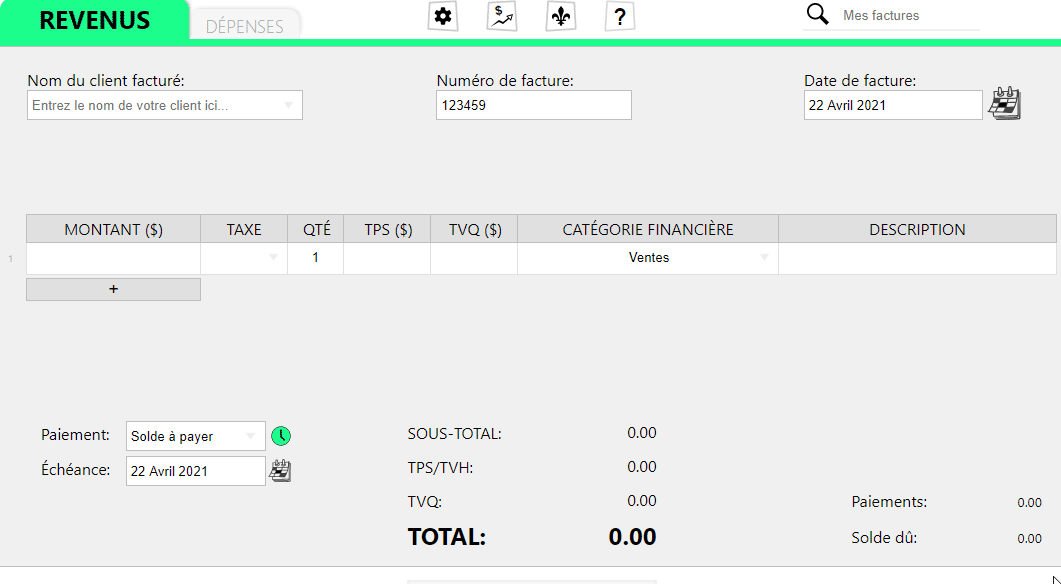 REVENUS DÉPENSES $ ? Mes factures
Nom du client facturé: Numéro de facture: Date de facture:
Entrez le nom de votre client ici... 123459 22 Avril 2021
MONTANT ($) TAXE QTÉ TPS ($) TVQ ($) CATÉGORIE FINANCIÈRE DESCRIPTION
1 1 Ventes
+
Paiement: Solde à payer SOUS-TOTAL: 0.00
Échéance: 22 Avril 2021 TPS/TVH: 0.00
TVQ: 0.00 Paiements: 0.00
TOTAL: 0.00 Solde dû: 0.00